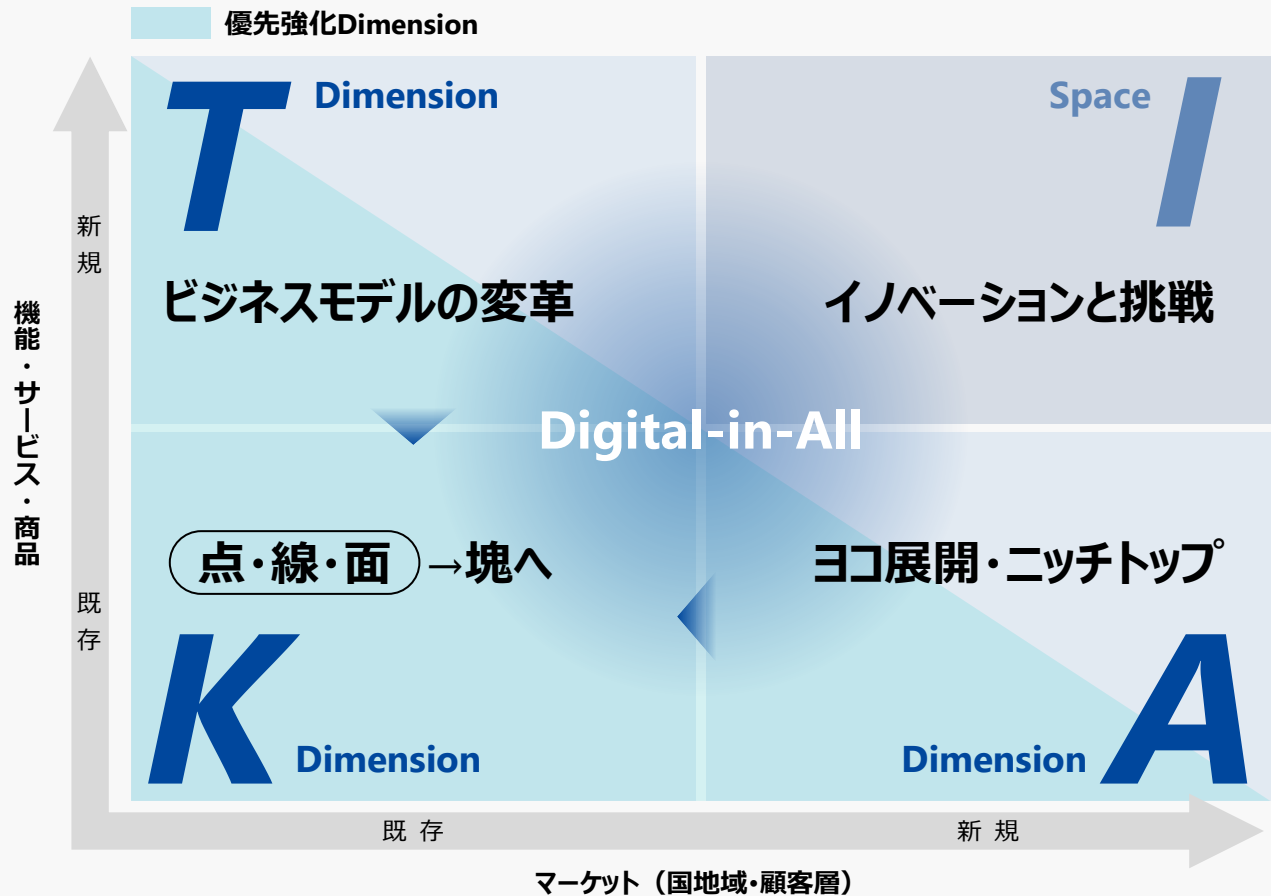 優先強化Dimension
T Dimension
Space I
ビジネスモデルの変革
イノベーションと挑戦
Digital-in-All
点・線・面→塊へ
ヨコ展開・ニッチトップ
K Dimension
Dimension A
機能・サービス・商品
新規
既存
既存
新規
マーケット（国地域・顧客層）